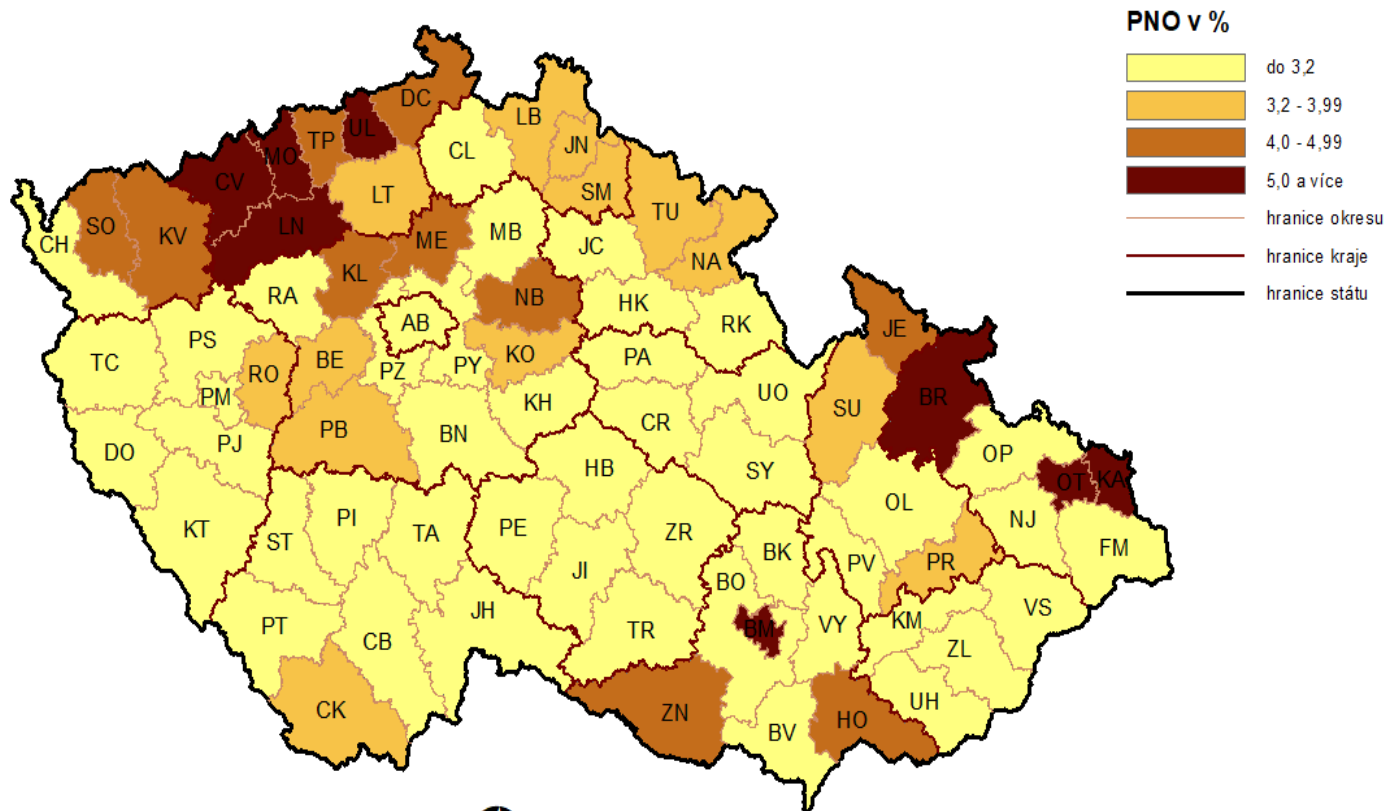 PNO v %
do 3,2
3,2 - 3,99
4,0 - 4,99
5,0 a více
hranice okresu
hranice kraje
hranice státu
DC
UL
TP
MO
CV
LT
LN
CL
LB
JN
SM
TU
NA
CH
SO
KV
ME
MB
JC
KL
RA
NB
HK
RK
AB
TC
PS
RO
BE
PZ
PY
KO
PA
UO
JE
PM
PB
KH
CR
SU
BR
DO
PJ
BN
SY
OP
HB
OT
KA
KT
ST
PI
TA
PE
ZR
OL
NJ
FM
JI
BK
PV
PR
BO
VS
PT
JH
TR
BM
VY
KM
CB
ZL
UH
CK
ZN
BV
HO